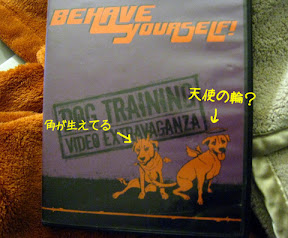 BEHAVE
YOURSELF!
DOG TRAINING
VIDEO EXTRAVAGANZA
天使の輪？
角が生えてる